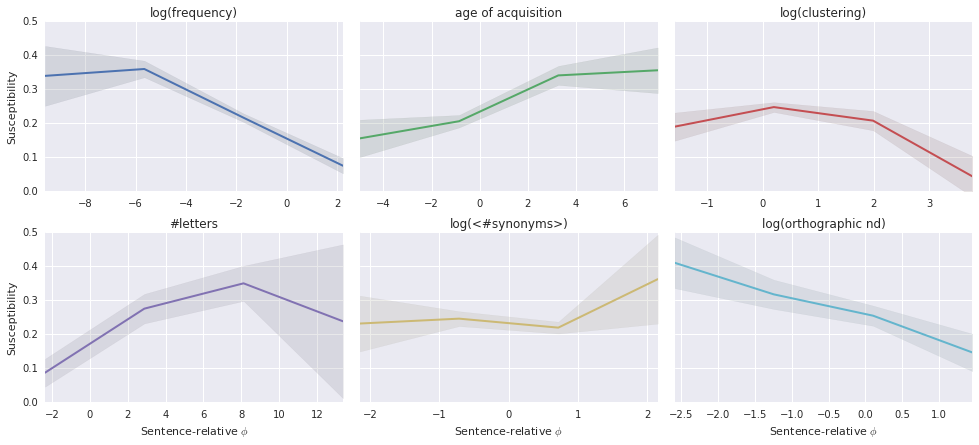 log(frequency)
age of acquisition
log(clustering)
Susceptibility
0.5
0.4
0.3
0.2
0.1
0.0
−8 −6 −4 −2 0 2
−4 −2 0 2 4 6
−1 0 1 2 3
#letters
log(<#synonyms>)
log(orthographic nd)
Susceptibility
0.5
0.4
0.3
0.2
0.1
0.0
−2 0 2 4 6 8 10 12
−2 −1 0 1 2
−2.5 −2.0 −1.5 −1.0 −0.5 0.0 0.5 1.0
Sentence-relative ϕ
Sentence-relative ϕ
Sentence-relative ϕ